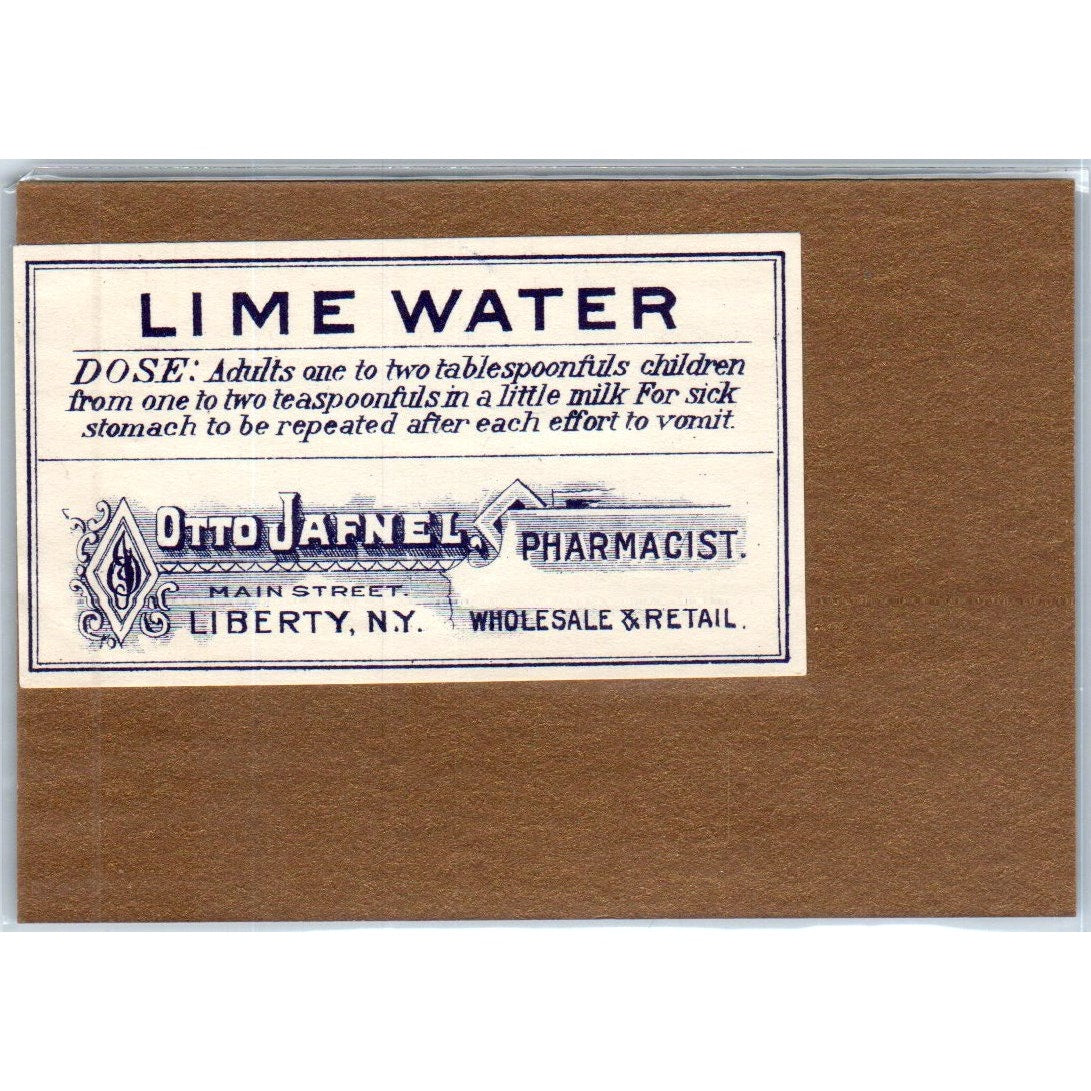 LIME WATER
DOSE: Adults one to two tablespoonfuls children
from one to two teaspoonfuls in a little milk For sick
stomach to be repeated after each effort to vomit.
OTTO JAFNEL, PHARMACIST.
MAIN STREET.
LIBERTY, N.Y. WHOLESALE & RETAIL.